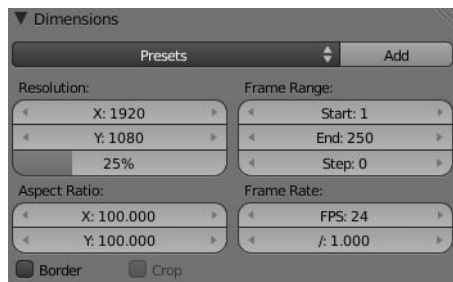 Dimensions
Presets Add
Resolution: Frame Range:
X: 1920 Start: 1
Y: 1080 End: 250
25% Step: 0
Aspect Ratio: Frame Rate:
X: 100.000 FPS: 24
Y: 100.000 /: 1.000
Border Crop